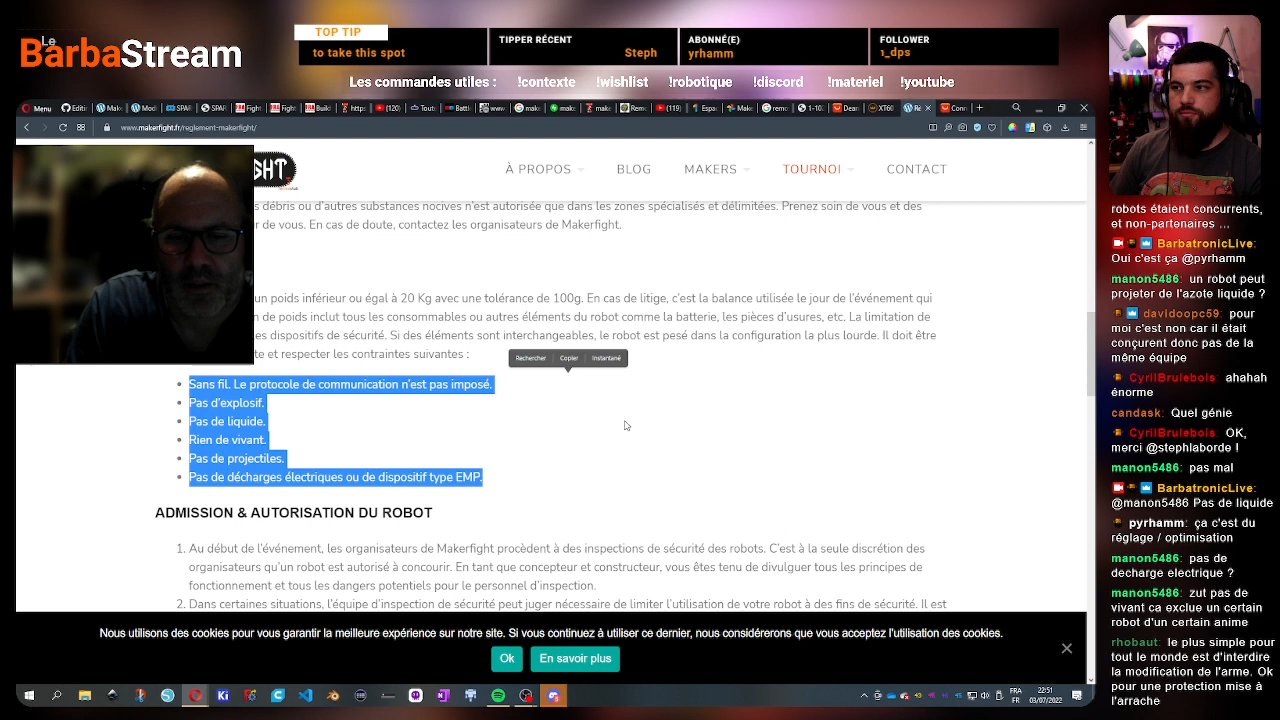 Le
BarbaStream
TOP TIP
to take this spot
TIPPER RÉCENT
Steph
ABONNÉ(E)
yrhamm
FOLLOWER
ı_dps
Les commandes utiles : !contexte !wishlist !robotique !discord !materiel !youtube
Menu
www.makerfight.fr/reglement-makerfight/
À PROPOS
BLOG
MAKERS
TOURNOI
CONTACT
s débris ou d'autres substances nocives n'est autorisée que dans les zones spécialisés et délimitées. Prenez soin de vous et des
r de vous. En cas de doute, contactez les organisateurs de Makerfight.
un poids inférieur ou égal à 20 Kg avec une tolérance de 100g. En cas de litige, c'est la balance utilisée le jour de l'événement qui
n de poids inclut tous les consommables ou autres éléments du robot comme la batterie, les pièces d'usures, etc. La limitation de
es dispositifs de sécurité. Si des éléments sont interchangeables, le robot est pesé dans la configuration la plus lourde. Il doit être
te et respecter les contraintes suivantes :
Rechercher Copier Instantané
• Sans fil. Le protocole de communication n'est pas imposé.
• Pas d'explosif.
• Pas de liquide.
• Rien de vivant.
• Pas de projectiles.
• Pas de décharges électriques ou de dispositif type EMP.
ADMISSION & AUTORISATION DU ROBOT
1. Au début de l'événement, les organisateurs de Makerfight procèdent à des inspections de sécurité des robots. C'est à la seule discrétion des
organisateurs qu'un robot est autorisé à concourir. En tant que concepteur et constructeur, vous êtes tenu de divulguer tous les principes de
fonctionnement et tous les dangers potentiels pour le personnel d'inspection.
2. Dans certaines situations, l'équipe d'inspection de sécurité peut juger nécessaire de limiter l'utilisation de votre robot à des fins de sécurité. Il est
Nous utilisons des cookies pour vous garantir la meilleure expérience sur notre site. Si vous continuez à utiliser ce dernier, nous considérerons que vous acceptez l'utilisation des cookies.
Ok
En savoir plus
FRA
FR
22:51
03/07/2022
robots étaient concurrents,
et non-partenaires ...
BarbatronicLive:
Oui c'est ça @pyrhamm
manon5486: un robot peut
projeter de l'azote liquide ?
davidoopc59: pour
moi c'est non car il étaient
conçurent donc pas de la
même équipe
CyrilBrulebois: ahahah
énorme
candask: Quel génie
CyrilBrulebois: OK,
merci @stephlaborde !
manon5486: pas mal
BarbatronicLive:
@manon5486 Pas de liquide
pyrhamm: ça c'est du
réglage / optimisation
manon5486: pas de
decharge electrique ?
manon5486: zut pas de
vivant ca exclue un certain
robot d'un certain anime
rhobaut: le plus simple pour
tout le monde est d'interdire
la modification de l'arme. Ok
pour une protection mise à
l'arrache